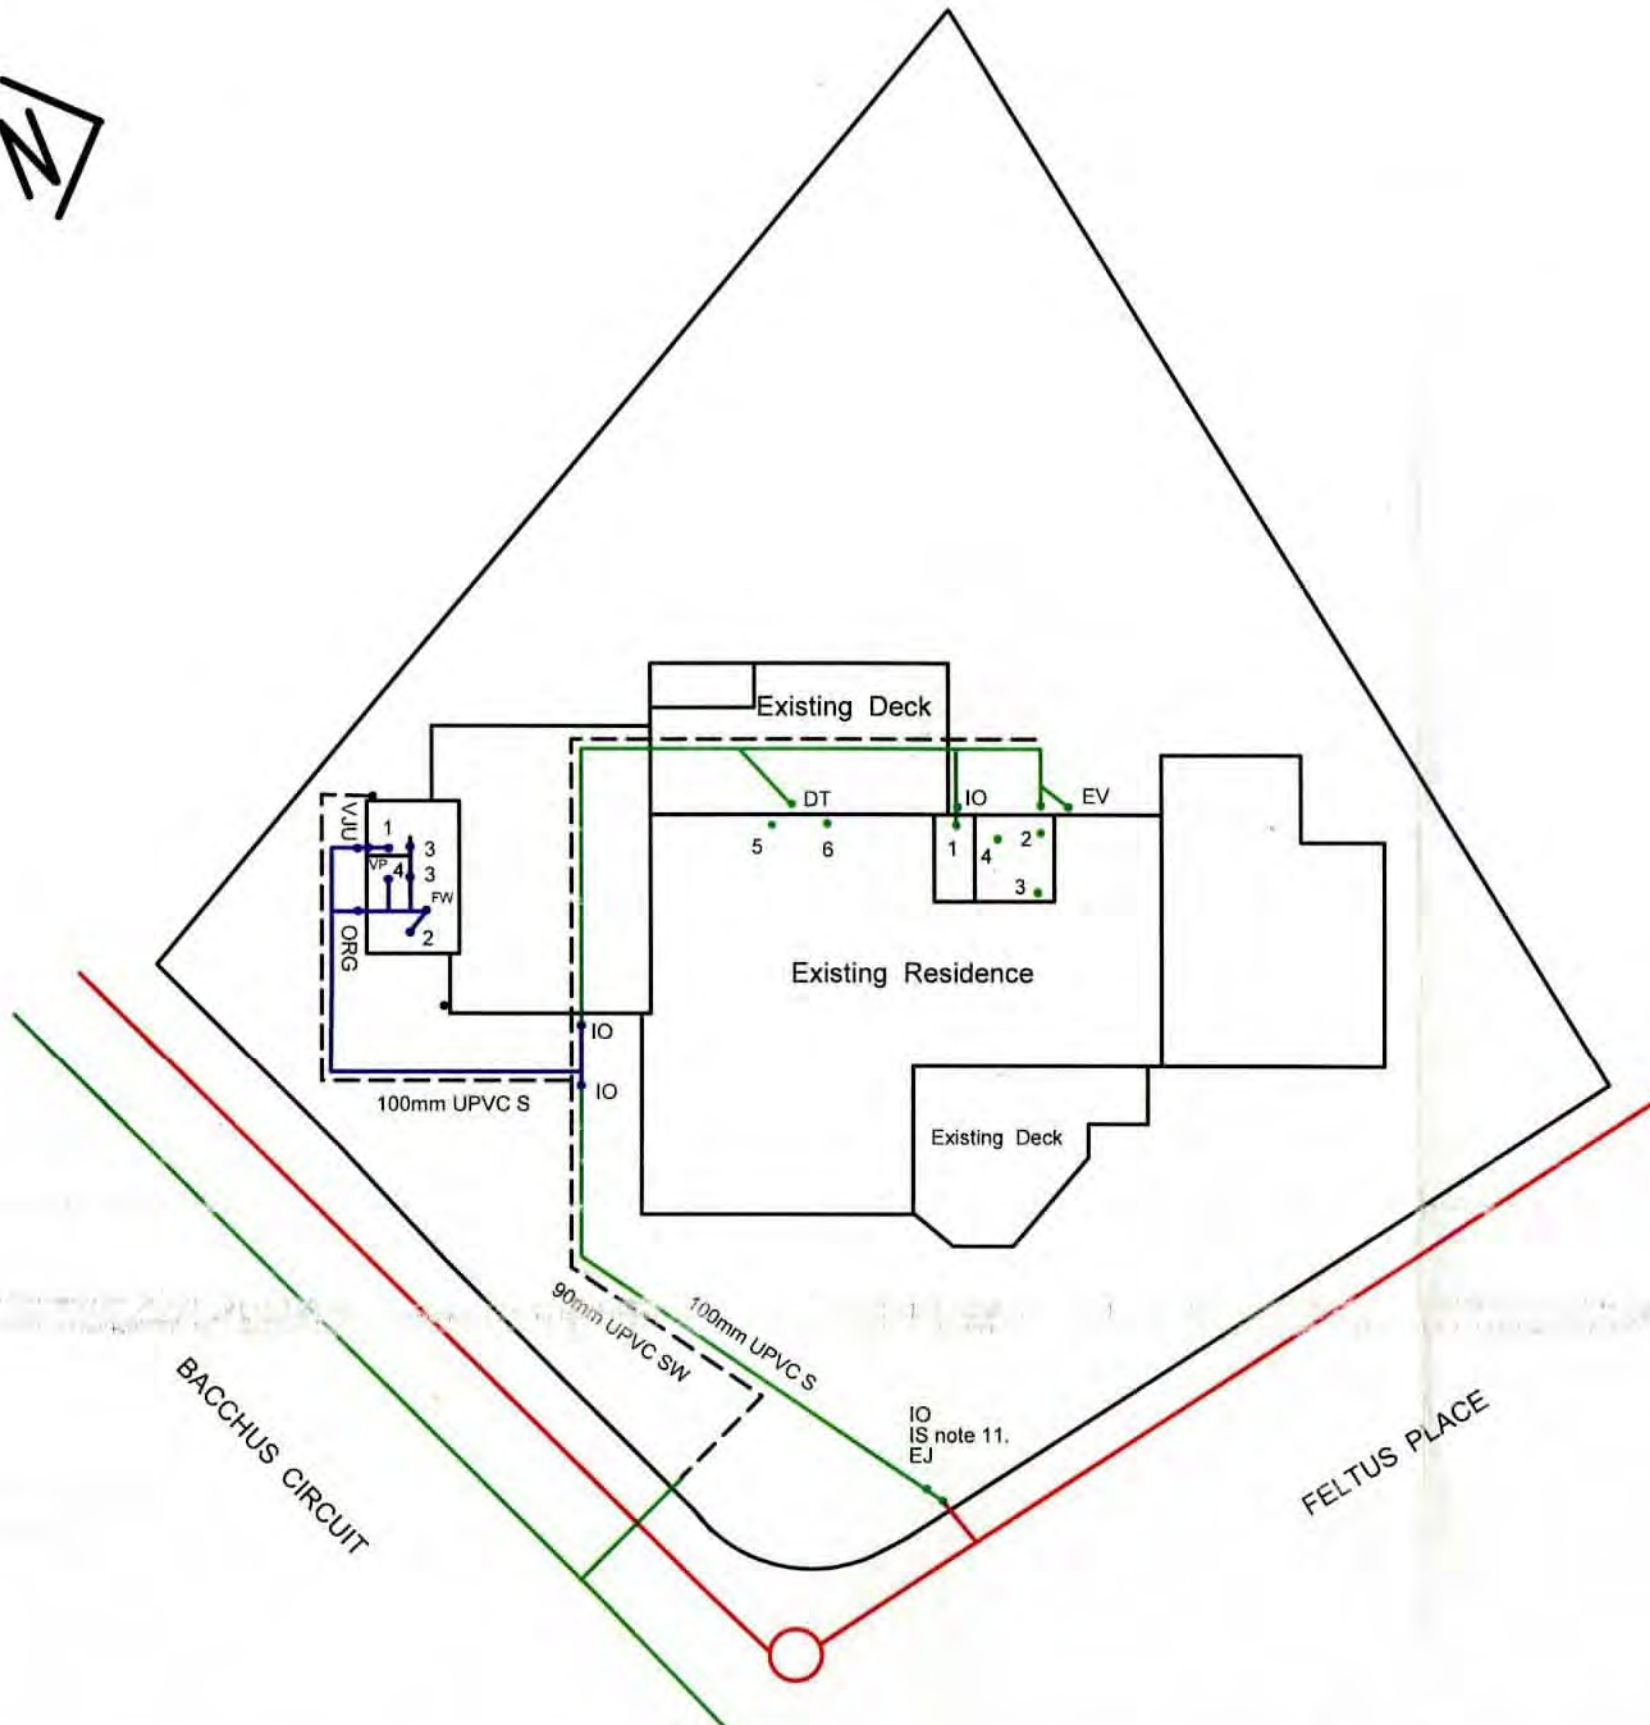 N
Existing Deck
DT
IO
EV
5
6
1
4
2
3
VJU
1
3
VP
4
3
FW
2
ORG
Existing Residence
IO
IO
100mm UPVC S
Existing Deck
90mm UPVC SW
100mm UPVC S
IO
IS note 11.
EJ
BACCHUS CIRCUIT
FELTUS PLACE